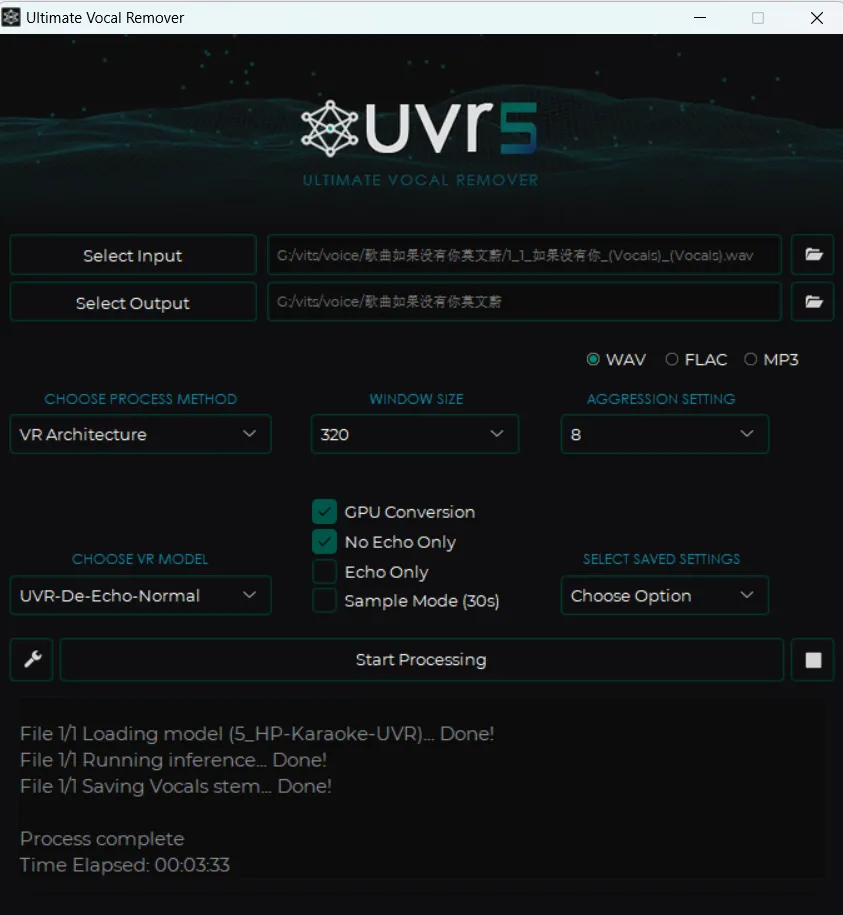 Ultimate Vocal Remover
uvr5
ULTIMATE VOCAL REMOVER
Select Input
G:/vits/voice/歌曲如果没有你莫文蔚/1_1_如果没有你_(Vocals)_(Vocals).wav
Select Output
G:/vits/voice/歌曲如果没有你莫文蔚
WAV FLAC MP3
CHOOSE PROCESS METHOD WINDOW SIZE AGGRESSION SETTING
VR Architecture 320 8
GPU Conversion
No Echo Only
CHOOSE VR MODEL SELECT SAVED SETTINGS
Echo Only
UVR-De-Echo-Normal Choose Option
Sample Mode (30s)
Start Processing
File 1/1 Loading model (5_HP-Karaoke-UVR)... Done!
File 1/1 Running inference... Done!
File 1/1 Saving Vocals stem... Done!
Process complete
Time Elapsed: 00:03:33